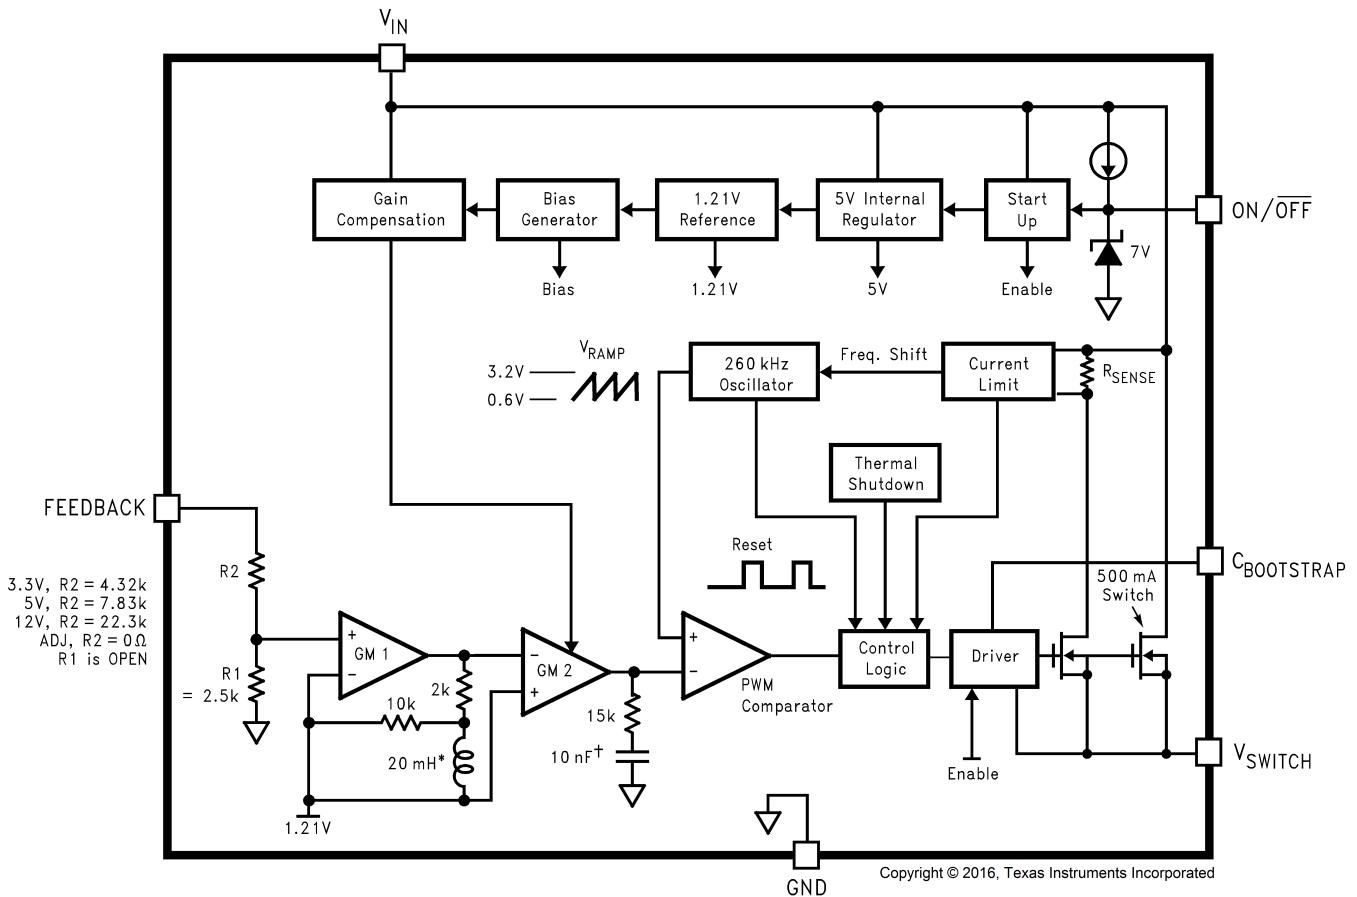 VIN
Gain
Compensation
Bias
Generator
1.21V
Reference
5V Internal
Regulator
Start
Up
ON/OFF
7V
Bias
1.21V
5V
Enable
VRAMP
3.2V
0.6V
260 kHz
Oscillator
Freq. Shift
Current
Limit
RSENSE
Thermal
Shutdown
FEEDBACK
Reset
R2
3.3V, R2 = 4.32k
5V, R2 = 7.83k
12V, R2 = 22.3k
ADJ, R2 = 0Ω
R1 is OPEN
R1
= 2.5k
CBOOTSTRAP
500 mA
Switch
+
GM 1
−
2k
10k
20 mH*
1.21V
−
GM 2
+
15k
10 nF†
+
−
PWM
Comparator
Control
Logic
Driver
Enable
VSWITCH
GND
Copyright © 2016, Texas Instruments Incorporated